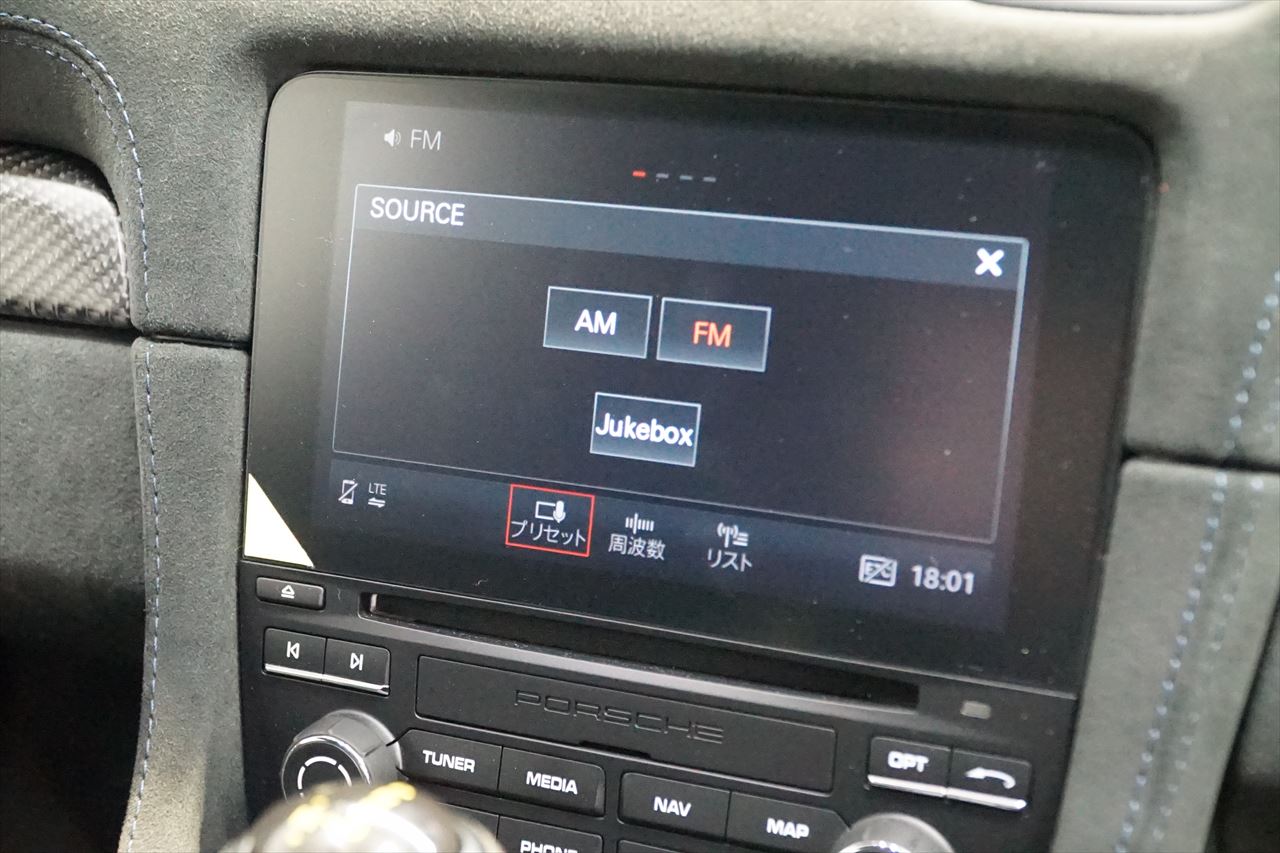 FM
SOURCE
AM FM
Jukebox
LTE
プリセット 周波数 リスト
18:01
PORSCHE
TUNER MEDIA NAV MAP OPT
PHONE